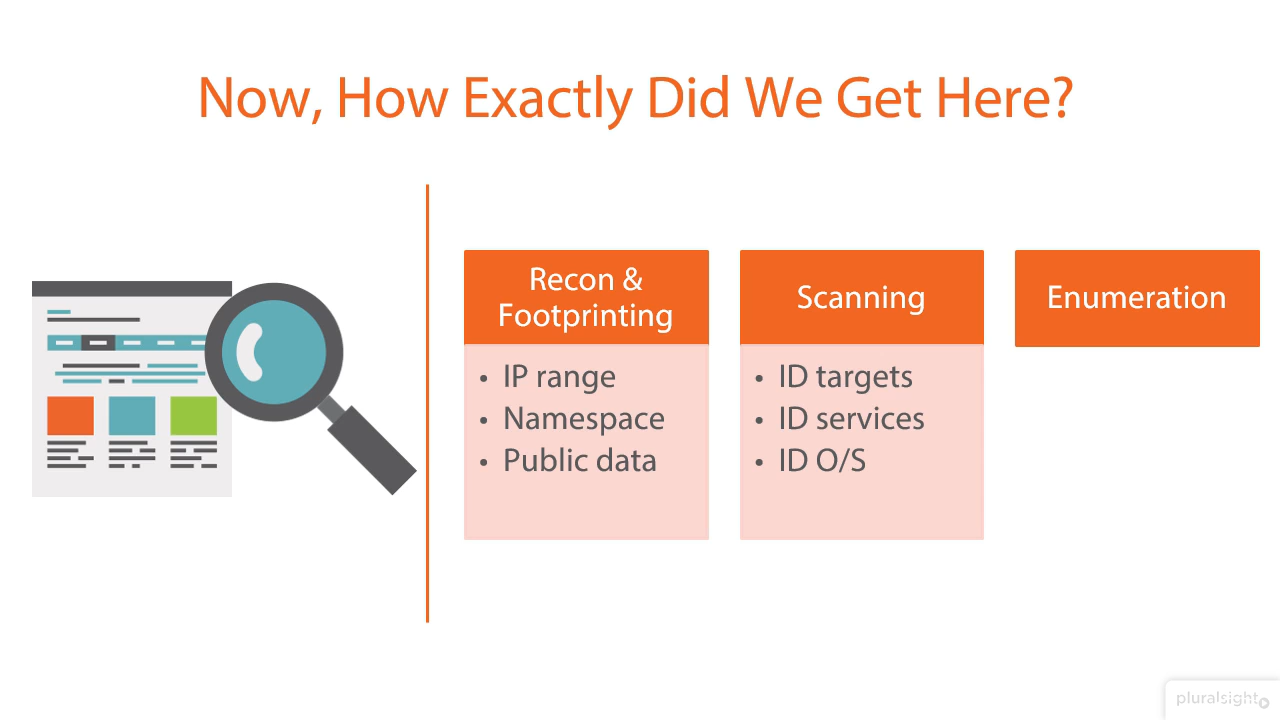 Now, How Exactly Did We Get Here?
Recon &
Footprinting
• IP range
• Namespace
• Public data
Scanning
• ID targets
• ID services
• ID O/S
Enumeration
pluralsight